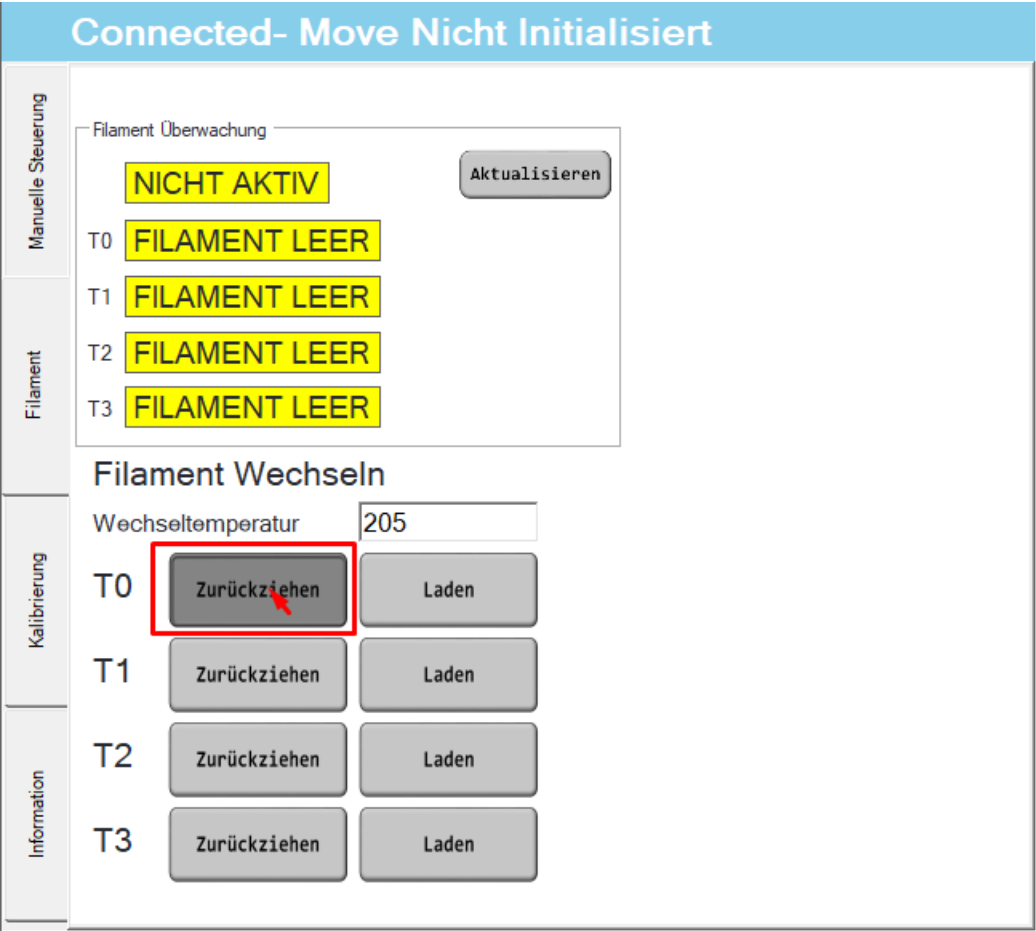 Connected- Move Nicht Initialisiert
Manuelle Steuerung
Filament
Kalibrierung
Information
Filament Überwachung
NICHT AKTIV
Aktualisieren
T0 FILAMENT LEER
T1 FILAMENT LEER
T2 FILAMENT LEER
T3 FILAMENT LEER
Filament Wechseln
Wechseltemperatur 205
T0 Zurückziehen Laden
T1 Zurückziehen Laden
T2 Zurückziehen Laden
T3 Zurückziehen Laden